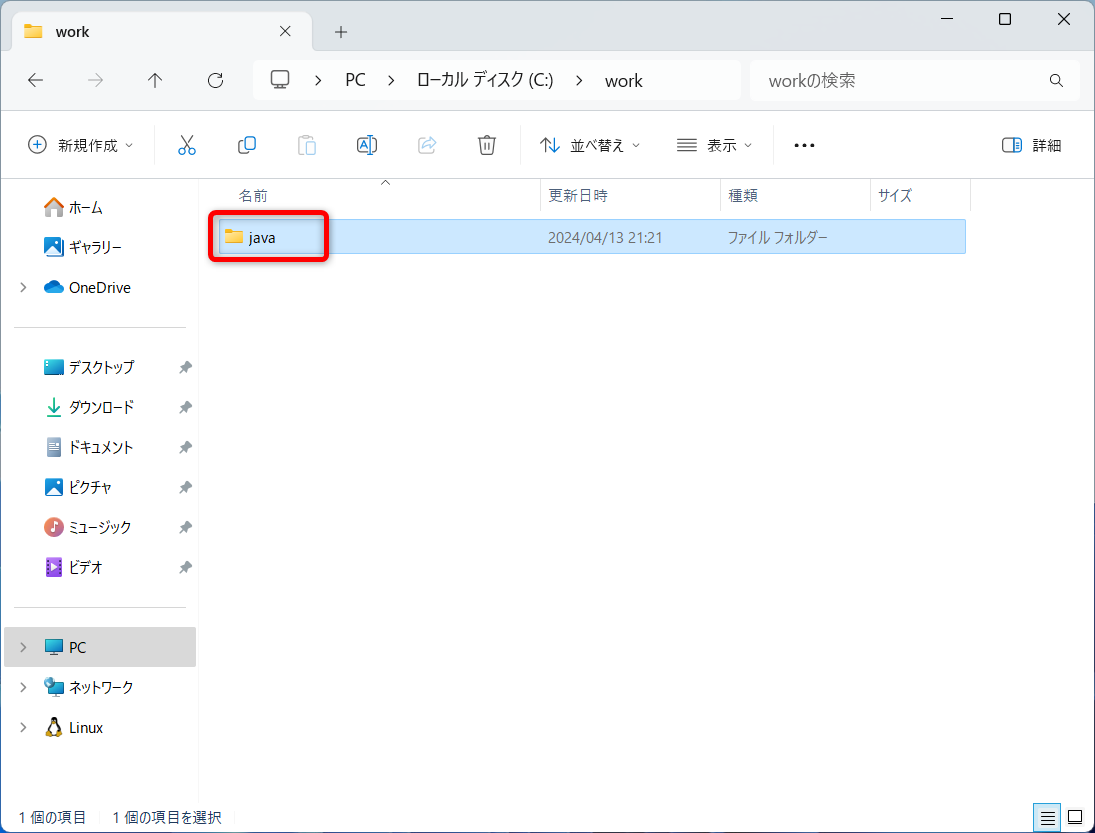 work
PC ローカル ディスク (C:) work
workの検索
新規作成 並べ替え 表示 詳細
名前 更新日時 種類 サイズ
java 2024/04/13 21:21 ファイル フォルダー
ホーム
ギャラリー
OneDrive
デスクトップ
ダウンロード
ドキュメント
ピクチャ
ミュージック
ビデオ
PC
ネットワーク
Linux
1 個の項目 1 個の項目を選択